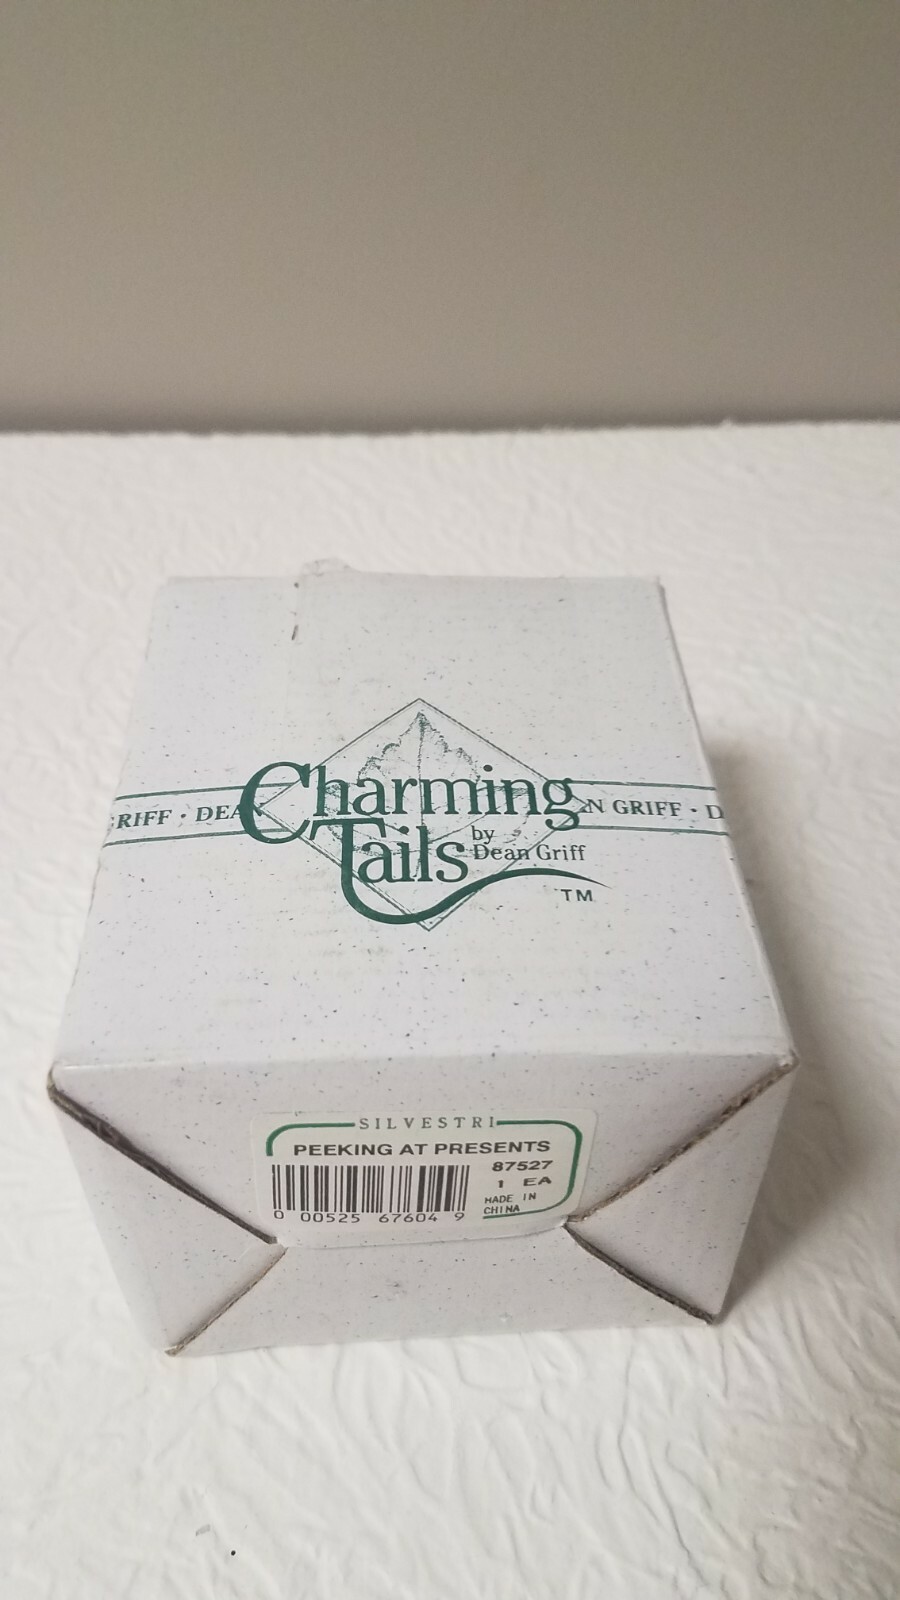 RIFF · DEA
Charming
N GRIFF · D
Tails
by
Dean Griff
TM
SILVESTRI
PEEKING AT PRESENTS
87527
1 EA
MADE IN
CHINA
0 00525 67604 9